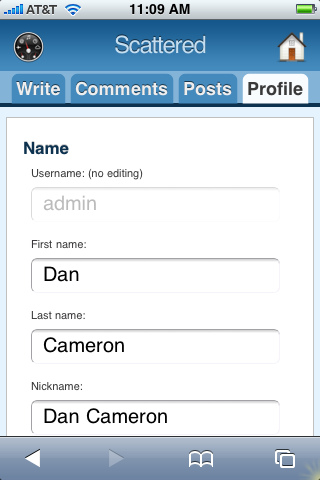 AT&T 11:09 AM
Scattered
Write Comments Posts Profile
Name
Username: (no editing)
admin
First name:
Dan
Last name:
Cameron
Nickname:
Dan Cameron